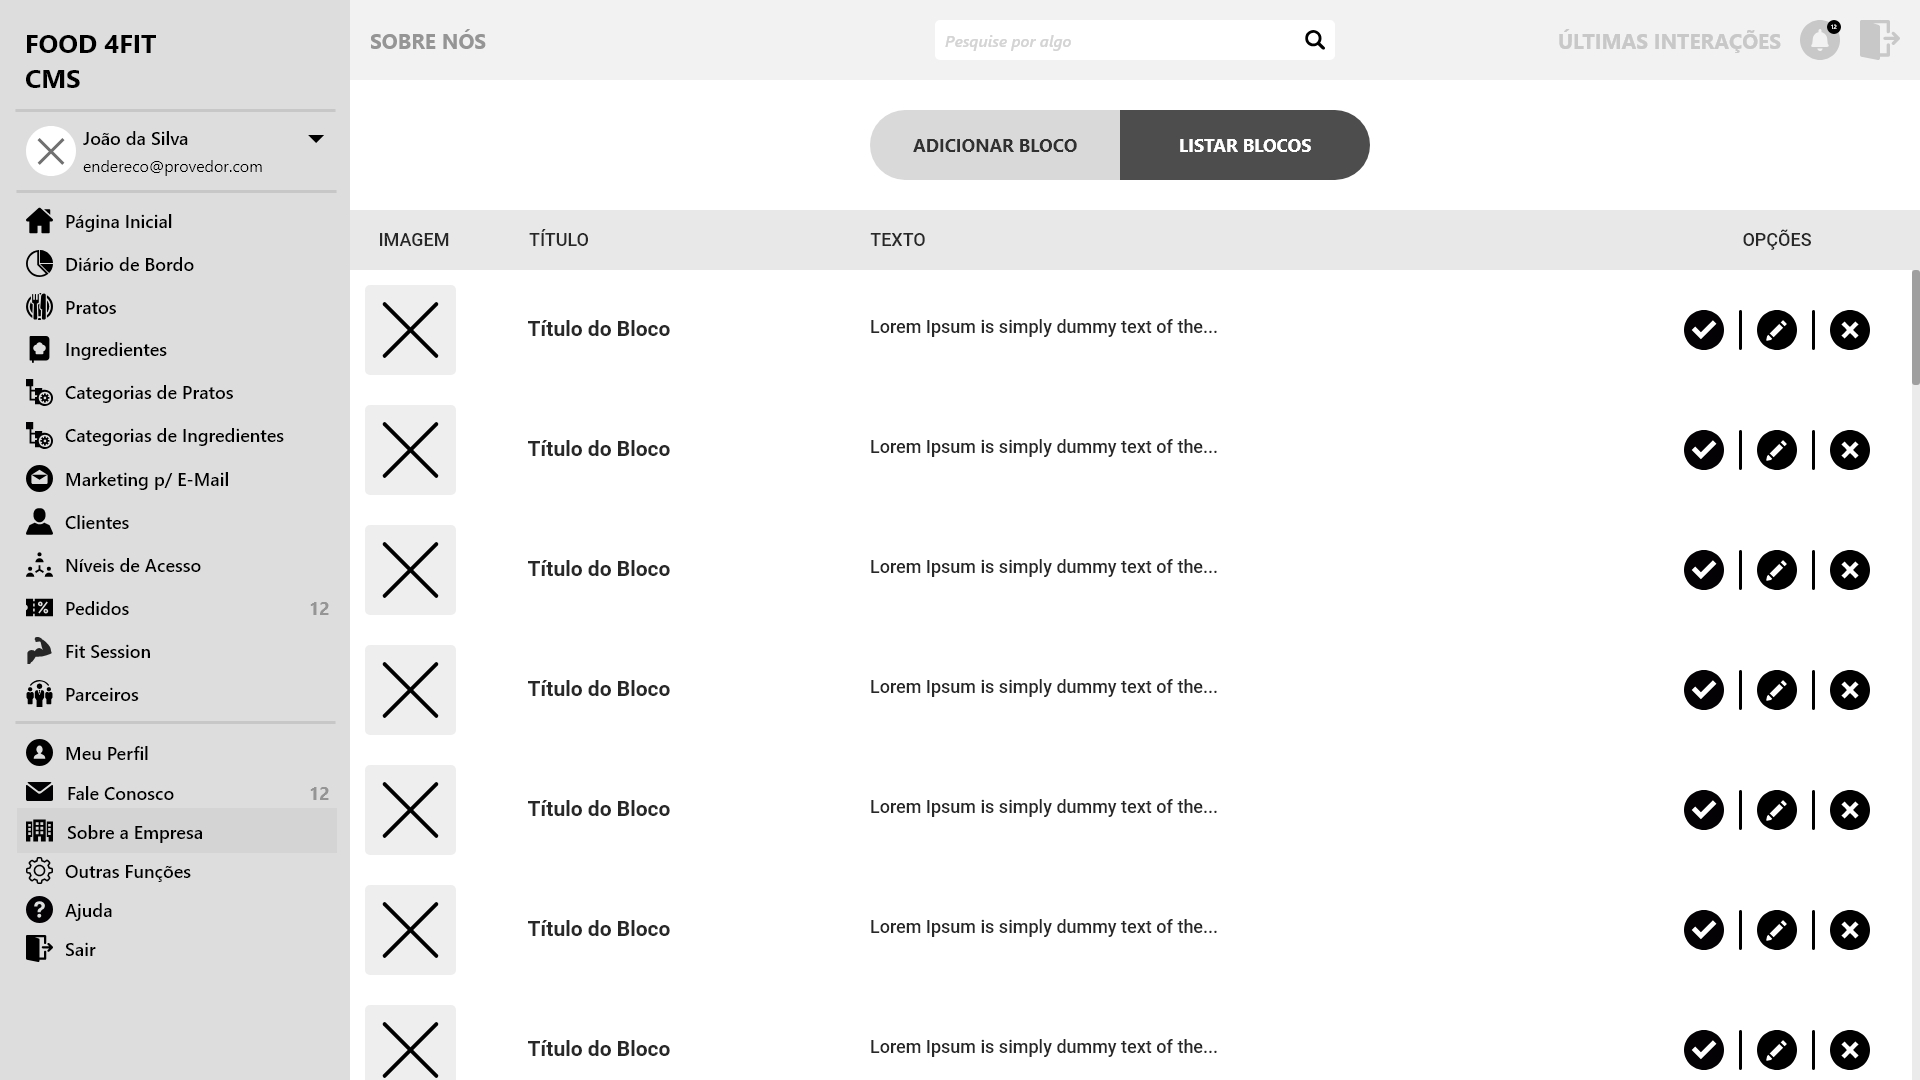 FOOD 4FIT
CMS
João da Silva
endereco@provedor.com
Página Inicial
Diário de Bordo
Pratos
Ingredientes
Categorias de Pratos
Categorias de Ingredientes
Marketing p/ E-Mail
Clientes
Níveis de Acesso
Pedidos 12
Fit Session
Parceiros
Meu Perfil
Fale Conosco 12
Sobre a Empresa
Outras Funções
Ajuda
Sair
SOBRE NÓS
Pesquise por algo
ÚLTIMAS INTERAÇÕES 12
ADICIONAR BLOCO LISTAR BLOCOS
IMAGEM TÍTULO TEXTO OPÇÕES
Título do Bloco Lorem Ipsum is simply dummy text of the...
Título do Bloco Lorem Ipsum is simply dummy text of the...
Título do Bloco Lorem Ipsum is simply dummy text of the...
Título do Bloco Lorem Ipsum is simply dummy text of the...
Título do Bloco Lorem Ipsum is simply dummy text of the...
Título do Bloco Lorem Ipsum is simply dummy text of the...
Título do Bloco Lorem Ipsum is simply dummy text of the...